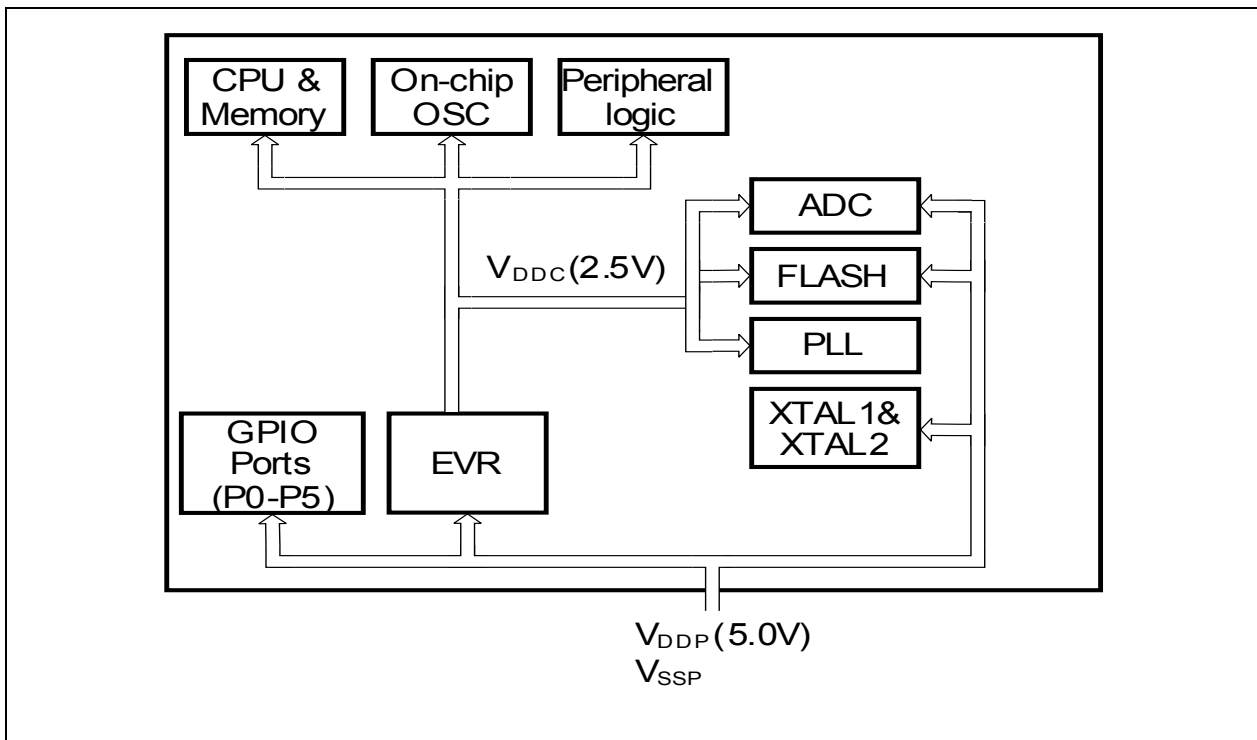 CPU &
Memory
On-chip
OSC
Peripheral
logic
ADC
VDDC(2.5V)
FLASH
PLL
XTAL1&
XTAL2
GPIO
Ports
(P0-P5)
EVR
VDDP(5.0V)
VSSP